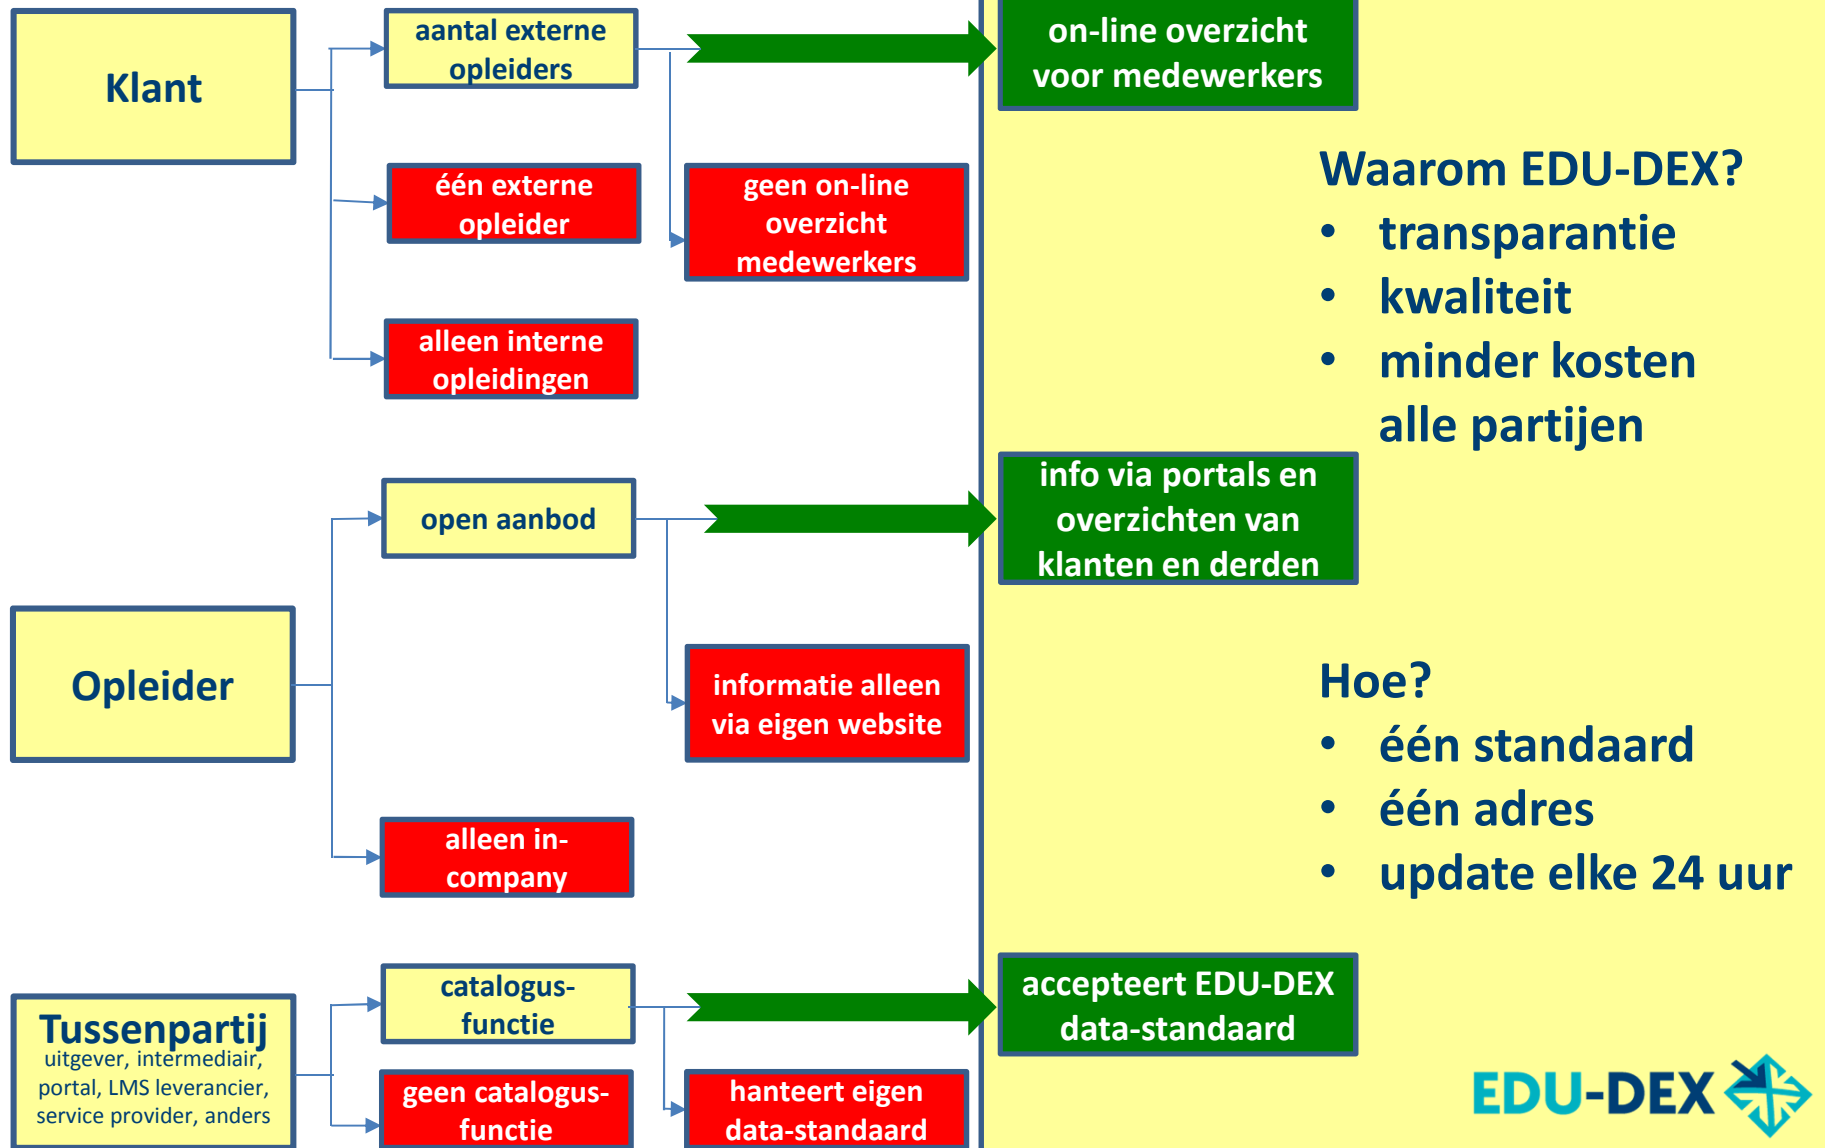 Klant
aantal externe
opleiders
on-line overzicht
voor medewerkers
één externe
opleider
geen on-line
overzicht
medewerkers
alleen interne
opleidingen
Waarom EDU-DEX?
• transparantie
• kwaliteit
• minder kosten
alle partijen
Opleider
open aanbod
info via portals en
overzichten van
klanten en derden
informatie alleen
via eigen website
alleen in-
company
Hoe?
• één standaard
• één adres
• update elke 24 uur
Tussenpartij
uitgever, intermediair,
portal, LMS leverancier,
service provider, anders
catalogus-
functie
accepteert EDU-DEX
data-standaard
geen catalogus-
functie
hanteert eigen
data-standaard
EDU-DEX